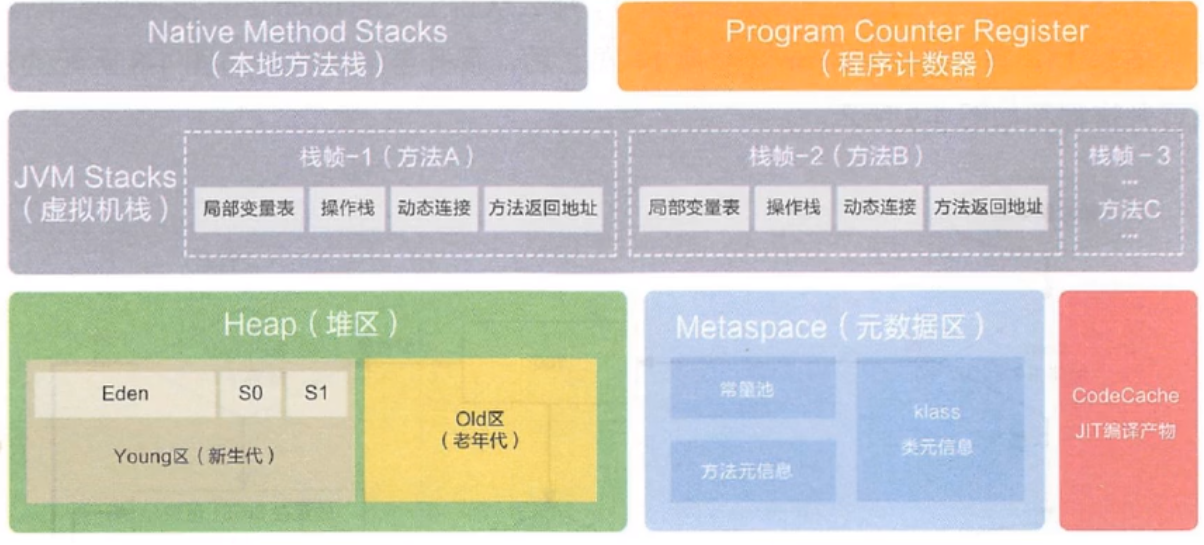 Native Method Stacks
(本地方法栈)
Program Counter Register
(程序计数器)
JVM Stacks
(虚拟机栈)
栈帧-1(方法A)
局部变量表
操作栈
动态连接
方法返回地址
栈帧-2(方法B)
局部变量表
操作栈
动态连接
方法返回地址
栈帧-3
...
方法C
...
Heap(堆区)
Eden
S0
S1
Young区(新生代)
Old区
(老年代)
Metaspace(元数据区)
常量池
方法元信息
klass
类元信息
CodeCache
JIT编译产物